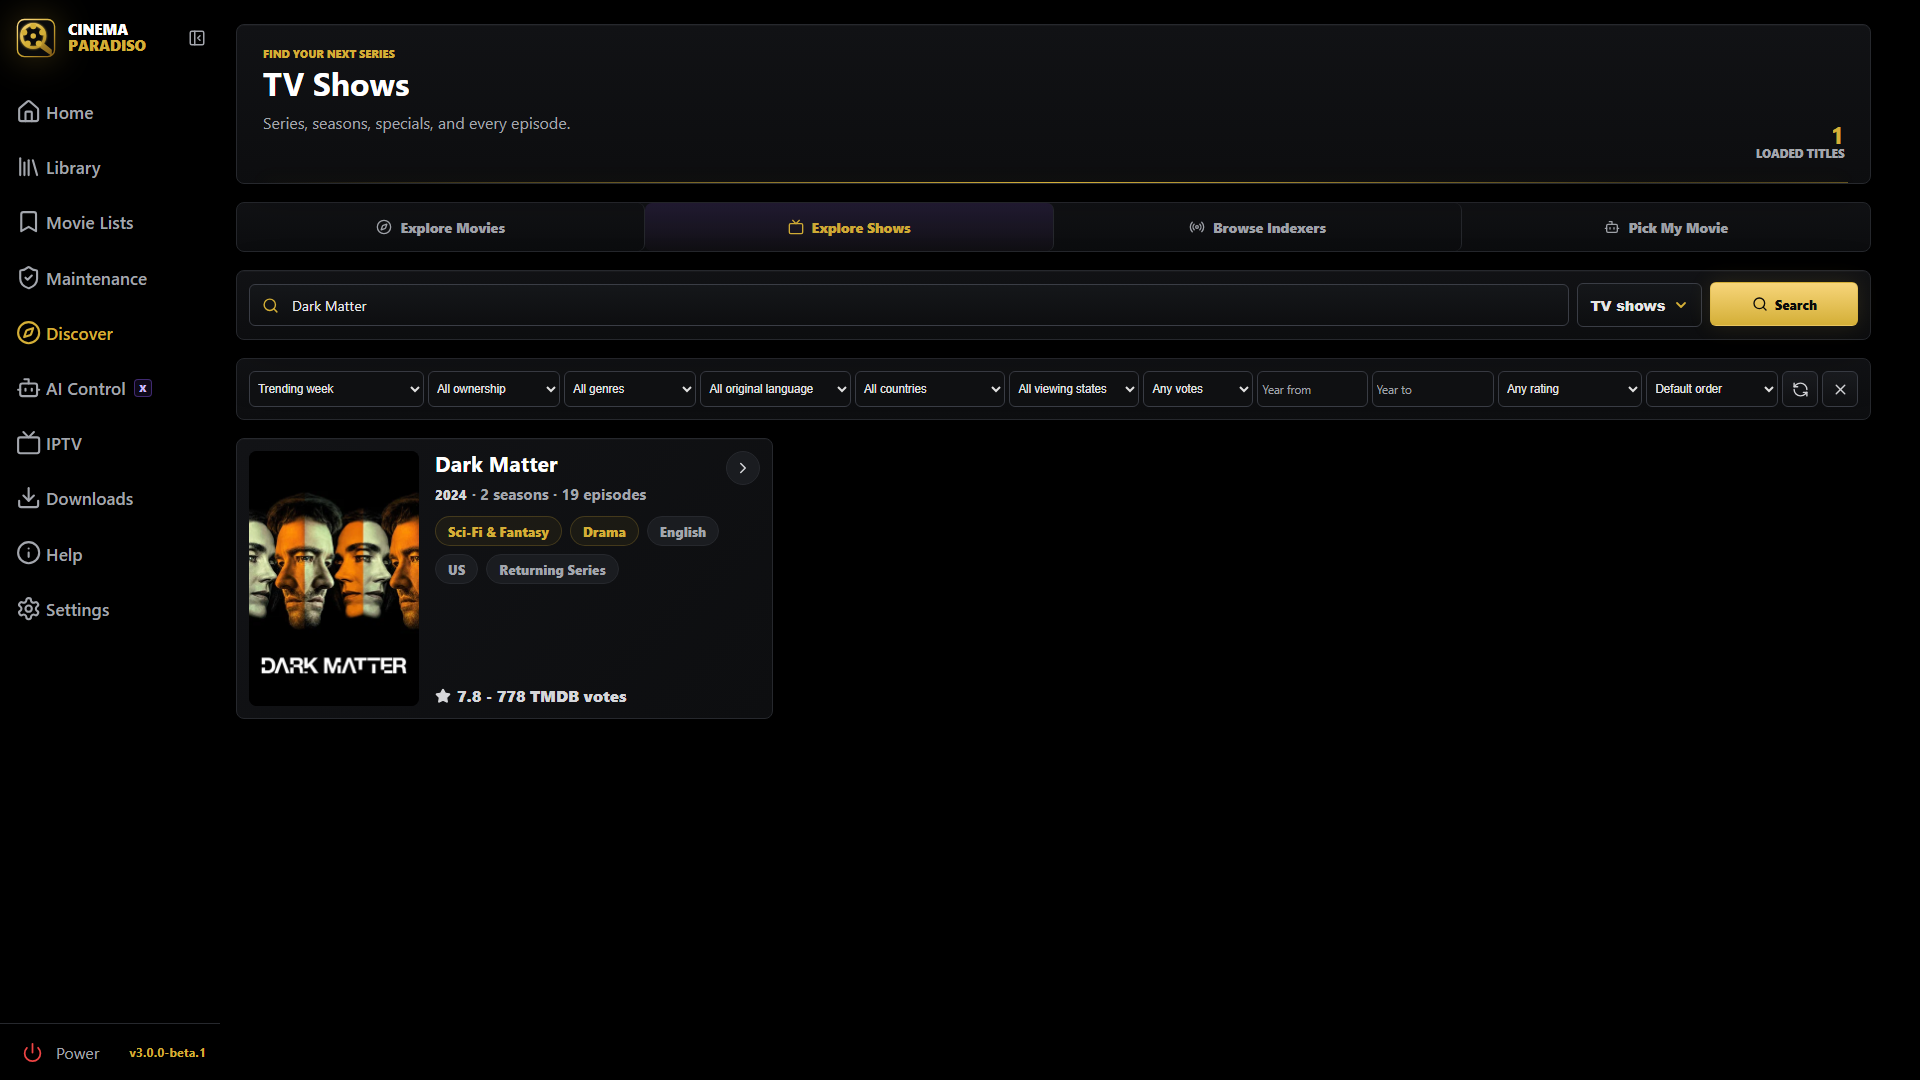 CINEMA
PARADISO
Home
Library
Movie Lists
Maintenance
Discover
AI Control x
IPTV
Downloads
Help
Settings
Power v3.0.0-beta.1
FIND YOUR NEXT SERIES
TV Shows
Series, seasons, specials, and every episode.
1
LOADED TITLES
Explore Movies Explore Shows Browse Indexers Pick My Movie
Dark Matter TV shows Search
Trending week All ownership All genres All original language All countries All viewing states Any votes Year from Year to Any rating Default order
Dark Matter
2024 · 2 seasons · 19 episodes
Sci-Fi & Fantasy Drama English
US Returning Series
DARK MATTER
7.8 - 778 TMDB votes